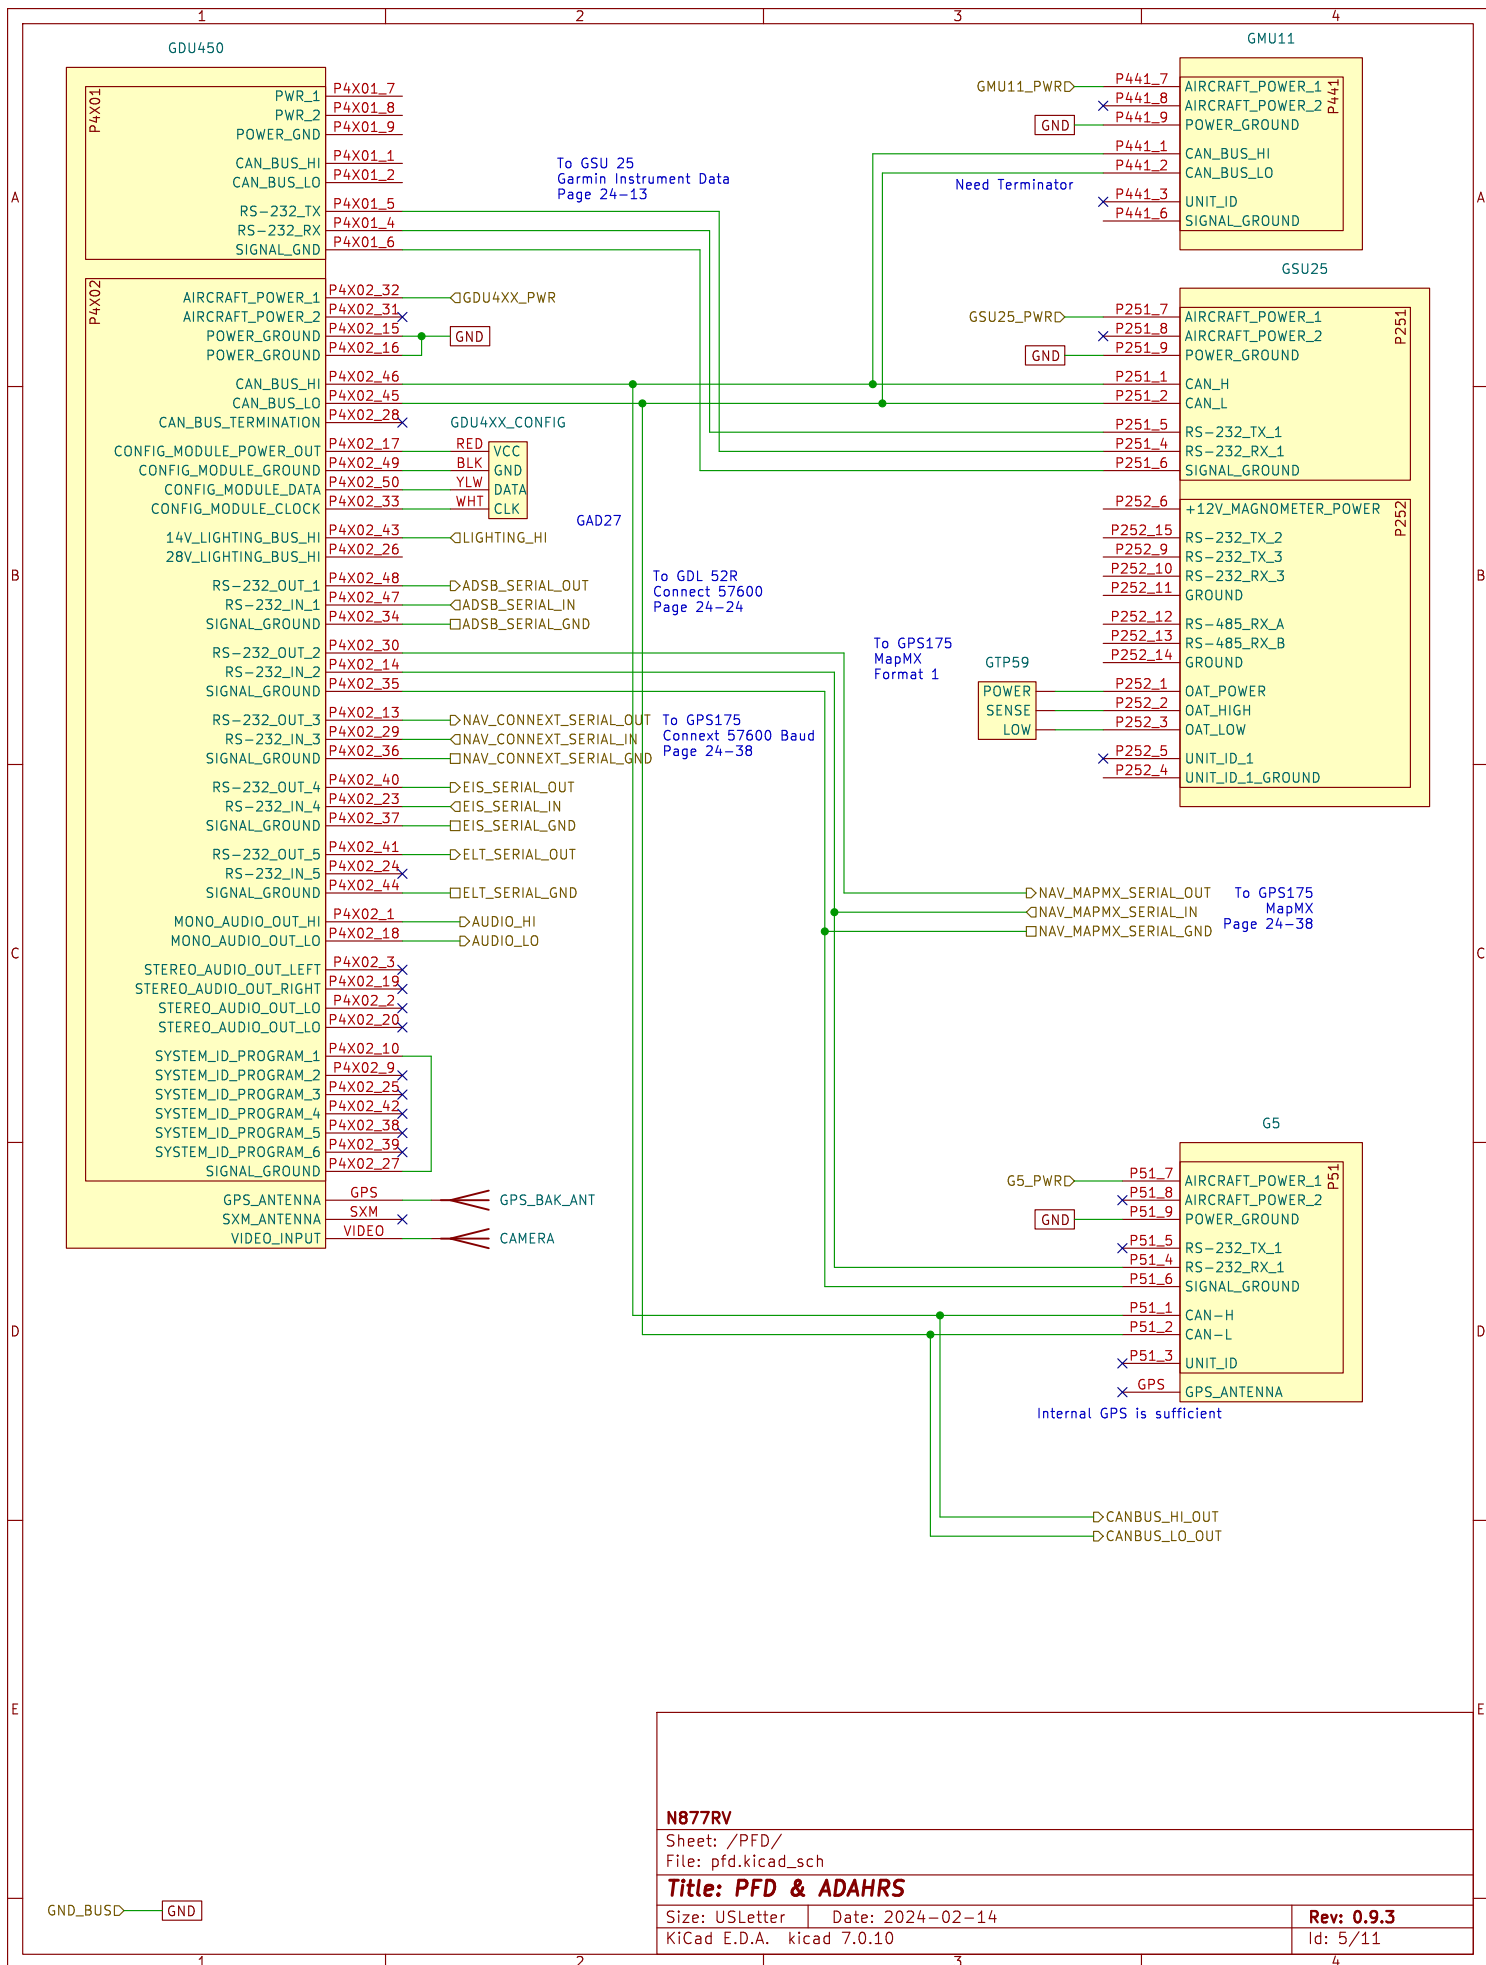 1
2
3
4
A
B
C
D
E
A
B
C
D
E
GDU450
P4X01
PWR_1 P4X01_7
PWR_2 P4X01_8
POWER_GND P4X01_9
CAN_BUS_HI P4X01_1
CAN_BUS_LO P4X01_2
RS-232_TX P4X01_5
RS-232_RX P4X01_4
SIGNAL_GND P4X01_6
P4X02
AIRCRAFT_POWER_1 P4X02_32 GDU4XX_PWR
AIRCRAFT_POWER_2 P4X02_31
POWER_GROUND P4X02_15 GND
POWER_GROUND P4X02_16
CAN_BUS_HI P4X02_46
CAN_BUS_LO P4X02_45
CAN_BUS_TERMINATION P4X02_28
GDU4XX_CONFIG
CONFIG_MODULE_POWER_OUT P4X02_17 RED VCC
CONFIG_MODULE_GROUND P4X02_49 BLK GND
CONFIG_MODULE_DATA P4X02_50 YLW DATA
CONFIG_MODULE_CLOCK P4X02_33 WHT CLK
GAD27
14V_LIGHTING_BUS_HI P4X02_43 LIGHTING_HI
28V_LIGHTING_BUS_HI P4X02_26
RS-232_OUT_1 P4X02_48 ADSB_SERIAL_OUT
RS-232_IN_1 P4X02_47 ADSB_SERIAL_IN
SIGNAL_GROUND P4X02_34 ADSB_SERIAL_GND
RS-232_OUT_2 P4X02_30
RS-232_IN_2 P4X02_14
SIGNAL_GROUND P4X02_35
RS-232_OUT_3 P4X02_13 NAV_CONNEXT_SERIAL_OUT
RS-232_IN_3 P4X02_29 NAV_CONNEXT_SERIAL_IN
SIGNAL_GROUND P4X02_36 NAV_CONNEXT_SERIAL_GND
RS-232_OUT_4 P4X02_40 EIS_SERIAL_OUT
RS-232_IN_4 P4X02_23 EIS_SERIAL_IN
SIGNAL_GROUND P4X02_37 EIS_SERIAL_GND
RS-232_OUT_5 P4X02_41 ELT_SERIAL_OUT
RS-232_IN_5 P4X02_24
SIGNAL_GROUND P4X02_44 ELT_SERIAL_GND
MONO_AUDIO_OUT_HI P4X02_1 AUDIO_HI
MONO_AUDIO_OUT_LO P4X02_18 AUDIO_LO
STEREO_AUDIO_OUT_LEFT P4X02_3
STEREO_AUDIO_OUT_RIGHT P4X02_19
STEREO_AUDIO_OUT_LO P4X02_2
STEREO_AUDIO_OUT_LO P4X02_20
SYSTEM_ID_PROGRAM_1 P4X02_10
SYSTEM_ID_PROGRAM_2 P4X02_9
SYSTEM_ID_PROGRAM_3 P4X02_25
SYSTEM_ID_PROGRAM_4 P4X02_42
SYSTEM_ID_PROGRAM_5 P4X02_38
SYSTEM_ID_PROGRAM_6 P4X02_39
SIGNAL_GROUND P4X02_27
GPS_ANTENNA GPS GPS_BAK_ANT
SXM_ANTENNA SXM
VIDEO_INPUT VIDEO CAMERA
To GSU 25
Garmin Instrument Data
Page 24-13
To GDL 52R
Connect 57600
Page 24-24
To GPS175
MapMX
Format 1
To GPS175
Connext 57600 Baud
Page 24-38
GMU11
P441
GMU11_PWR P441_7 AIRCRAFT_POWER_1
P441_8 AIRCRAFT_POWER_2
GND P441_9 POWER_GROUND
P441_1 CAN_BUS_HI
P441_2 CAN_BUS_LO
Need Terminator
P441_3 UNIT_ID
P441_6 SIGNAL_GROUND
GSU25
P251
GSU25_PWR P251_7 AIRCRAFT_POWER_1
P251_8 AIRCRAFT_POWER_2
GND P251_9 POWER_GROUND
P251_1 CAN_H
P251_2 CAN_L
P251_5 RS-232_TX_1
P251_4 RS-232_RX_1
P251_6 SIGNAL_GROUND
P252
P252_6 +12V_MAGNOMETER_POWER
P252_15 RS-232_TX_2
P252_9 RS-232_TX_3
P252_10 RS-232_RX_3
P252_11 GROUND
P252_12 RS-485_RX_A
P252_13 RS-485_RX_B
P252_14 GROUND
GTP59
POWER P252_1 OAT_POWER
SENSE P252_2 OAT_HIGH
LOW P252_3 OAT_LOW
P252_5 UNIT_ID_1
P252_4 UNIT_ID_1_GROUND
NAV_MAPMX_SERIAL_OUT
NAV_MAPMX_SERIAL_IN
NAV_MAPMX_SERIAL_GND
To GPS175
MapMX
Page 24-38
G5
P51
G5_PWR P51_7 AIRCRAFT_POWER_1
P51_8 AIRCRAFT_POWER_2
GND P51_9 POWER_GROUND
P51_5 RS-232_TX_1
P51_4 RS-232_RX_1
P51_6 SIGNAL_GROUND
P51_1 CAN-H
P51_2 CAN-L
P51_3 UNIT_ID
GPS GPS_ANTENNA
Internal GPS is sufficient
CANBUS_HI_OUT
CANBUS_LO_OUT
GND_BUS GND
N877RV
Sheet: /PFD/
File: pfd.kicad_sch
Title: PFD & ADAHRS
Size: USLetter Date: 2024-02-14 Rev: 0.9.3
KiCad E.D.A. kicad 7.0.10 Id: 5/11
1
2
3
4